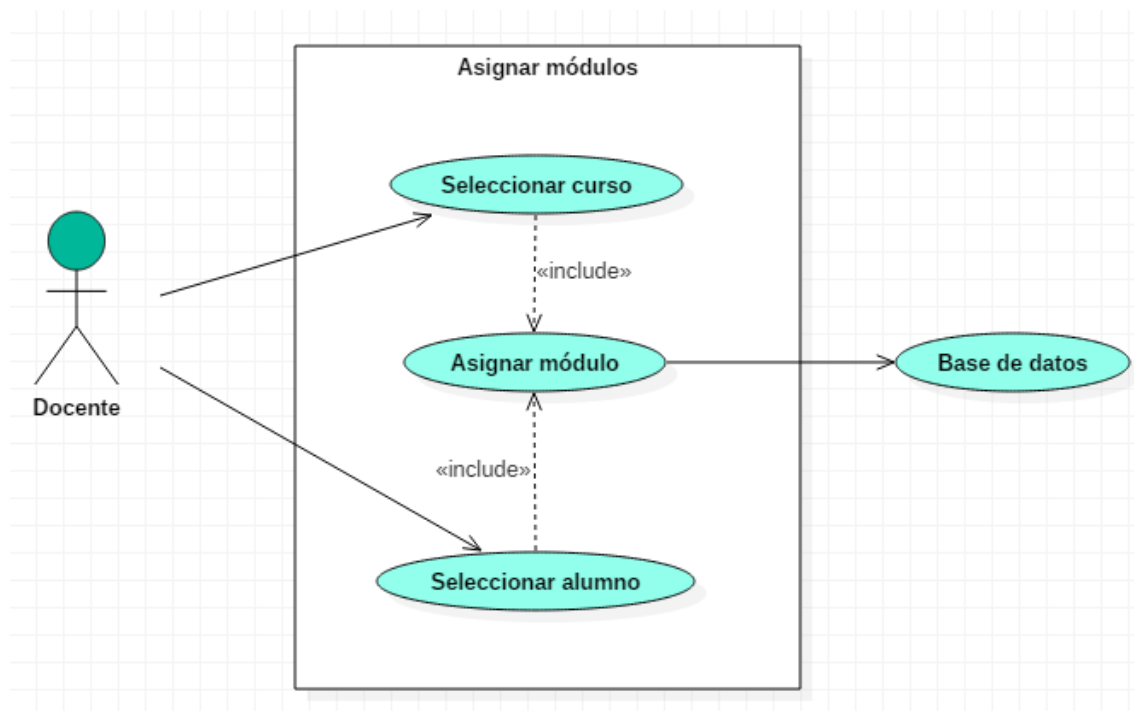 Asignar módulos
Seleccionar curso
«include»
Asignar módulo
Base de datos
Docente
«include»
Seleccionar alumno